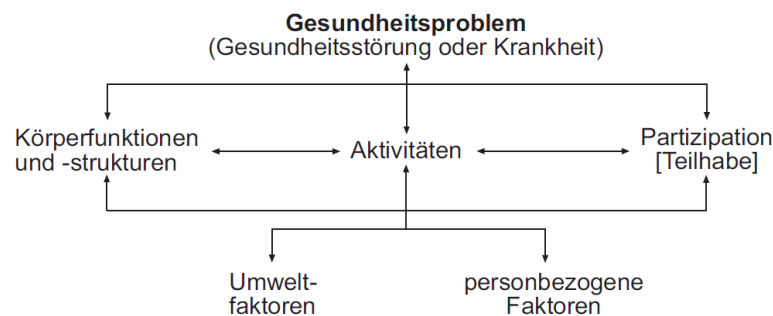 Gesundheitsproblem
(Gesundheitsstörung oder Krankheit)
Körperfunktionen
und -strukturen
Aktivitäten
Partizipation
[Teilhabe]
Umwelt-
faktoren
personbezogene
Faktoren